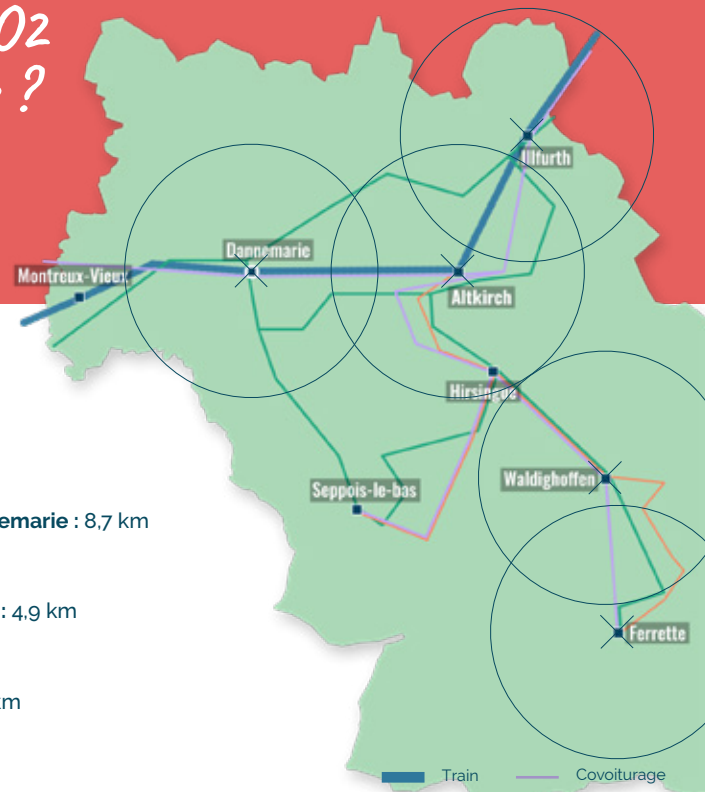 O2
?
Illfurth
Dannemarie
Montreux-Vieux
Altkirch
Hirsingue
Seppois-le-bas
Waldighoffen
emarie : 8,7 km
: 4,9 km
km
Ferrette
Train
Covoiturage